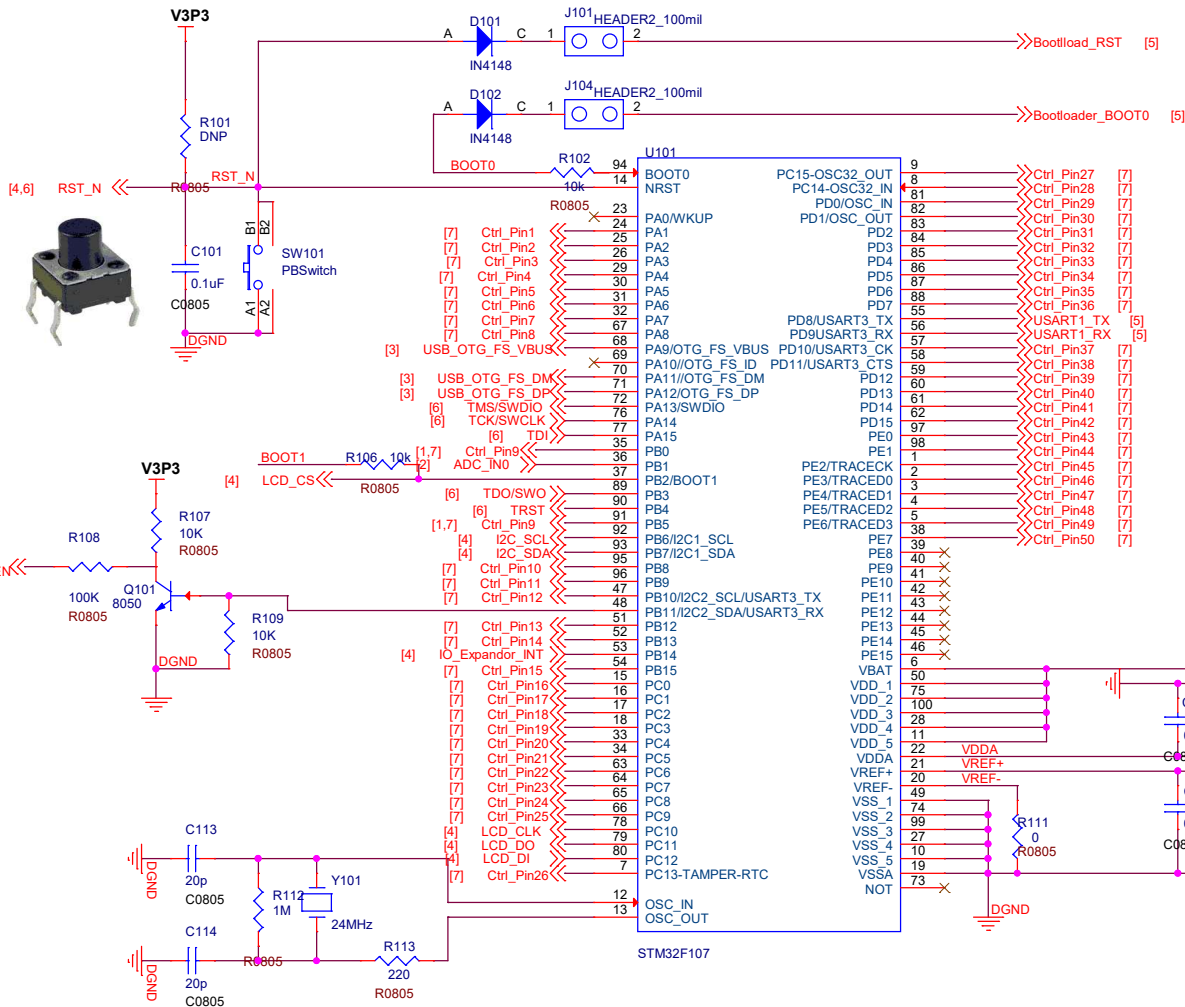 V3P3
R101
DNP
R0805
[4,6] RST_N
RST_N
C101
0.1uF
C0805
B1
B2
A1
A2
SW101
PBSwitch
DGND
A
D101
C
IN4148
J101
HEADER2_100mil
1
2
Bootlload_RST [5]
A
D102
C
IN4148
J104
HEADER2_100mil
1
2
Bootloader_BOOT0 [5]
BOOT0
R102
10k
R0805
U101
94 BOOT0
14 NRST
23 PA0/WKUP
[7] Ctrl_Pin1 24 PA1
[7] Ctrl_Pin2 25 PA2
[7] Ctrl_Pin3 26 PA3
[7] Ctrl_Pin4 29 PA4
[7] Ctrl_Pin5 30 PA5
[7] Ctrl_Pin6 31 PA6
[7] Ctrl_Pin7 32 PA7
[7] Ctrl_Pin8 67 PA8
[3] USB_OTG_FS_VBUS 68 PA9/OTG_FS_VBUS
69 PA10//OTG_FS_ID
[3] USB_OTG_FS_DM 70 PA11//OTG_FS_DM
[3] USB_OTG_FS_DP 71 PA12/OTG_FS_DP
[6] TMS/SWDIO 72 PA13/SWDIO
[6] TCK/SWCLK 76 PA14
[6] TDI 77 PA15
[1,7] Ctrl_Pin9 35 PB0
[2] ADC_IN0 36 PB1
BOOT1
R106 10k
R0805
[4] LCD_CS
37 PB2/BOOT1
[6] TDO/SWO 89 PB3
[6] TRST 90 PB4
[1,7] Ctrl_Pin9 91 PB5
[4] I2C_SCL 92 PB6/I2C1_SCL
[4] I2C_SDA 93 PB7/I2C1_SDA
[7] Ctrl_Pin10 95 PB8
[7] Ctrl_Pin11 96 PB9
[7] Ctrl_Pin12 47 PB10/I2C2_SCL/USART3_TX
48 PB11/I2C2_SDA/USART3_RX
[7] Ctrl_Pin13 51 PB12
[7] Ctrl_Pin14 52 PB13
[4] IO_Expandor_INT 53 PB14
[7] Ctrl_Pin15 54 PB15
[7] Ctrl_Pin16 15 PC0
[7] Ctrl_Pin17 16 PC1
[7] Ctrl_Pin18 17 PC2
[7] Ctrl_Pin19 18 PC3
[7] Ctrl_Pin20 33 PC4
[7] Ctrl_Pin21 34 PC5
[7] Ctrl_Pin22 63 PC6
[7] Ctrl_Pin23 64 PC7
[7] Ctrl_Pin24 65 PC8
[7] Ctrl_Pin25 66 PC9
[4] LCD_CLK 78 PC10
[4] LCD_DO 79 PC11
[4] LCD_DI 80 PC12
[7] Ctrl_Pin26 7 PC13-TAMPER-RTC
12 OSC_IN
13 OSC_OUT
STM32F107
PC15-OSC32_OUT 9 Ctrl_Pin27 [7]
PC14-OSC32_IN 8 Ctrl_Pin28 [7]
PD0/OSC_IN 81 Ctrl_Pin29 [7]
PD1/OSC_OUT 82 Ctrl_Pin30 [7]
PD2 83 Ctrl_Pin31 [7]
PD3 84 Ctrl_Pin32 [7]
PD4 85 Ctrl_Pin33 [7]
PD5 86 Ctrl_Pin34 [7]
PD6 87 Ctrl_Pin35 [7]
PD7 88 Ctrl_Pin36 [7]
PD8/USART3_TX 55 USART1_TX [5]
PD9USART3_RX 56 USART1_RX [5]
PD10/USART3_CK 57 Ctrl_Pin37 [7]
PD11/USART3_CTS 58 Ctrl_Pin38 [7]
PD12 59 Ctrl_Pin39 [7]
PD13 60 Ctrl_Pin40 [7]
PD14 61 Ctrl_Pin41 [7]
PD15 62 Ctrl_Pin42 [7]
PE0 97 Ctrl_Pin43 [7]
PE1 98 Ctrl_Pin44 [7]
PE2/TRACECK 1 Ctrl_Pin45 [7]
PE3/TRACED0 2 Ctrl_Pin46 [7]
PE4/TRACED1 3 Ctrl_Pin47 [7]
PE5/TRACED2 4 Ctrl_Pin48 [7]
PE6/TRACED3 5 Ctrl_Pin49 [7]
PE7 38 Ctrl_Pin50 [7]
PE8 39
PE9 40
PE10 41
PE11 42
PE12 43
PE13 44
PE14 45
PE15 46
VBAT 6
VDD_1 50
VDD_2 75
VDD_3 100
VDD_4 28
VDD_5 11
VDDA 22 VDDA
VREF+ 21 VREF+
VREF- 20 VREF-
VSS_1 49
VSS_2 74
VSS_3 99
VSS_4 27
VSS_5 10
VSSA 19
NOT 73
R111
0
R0805
DGND
V3P3
R107
10K
R0805
R108
100K
R0805
Q101
8050
R109
10K
R0805
DGND
C113
20p
C0805
DGND
R112
1M
R0805
Y101
24MHz
C114
20p
C0805
DGND
R113
220
R0805